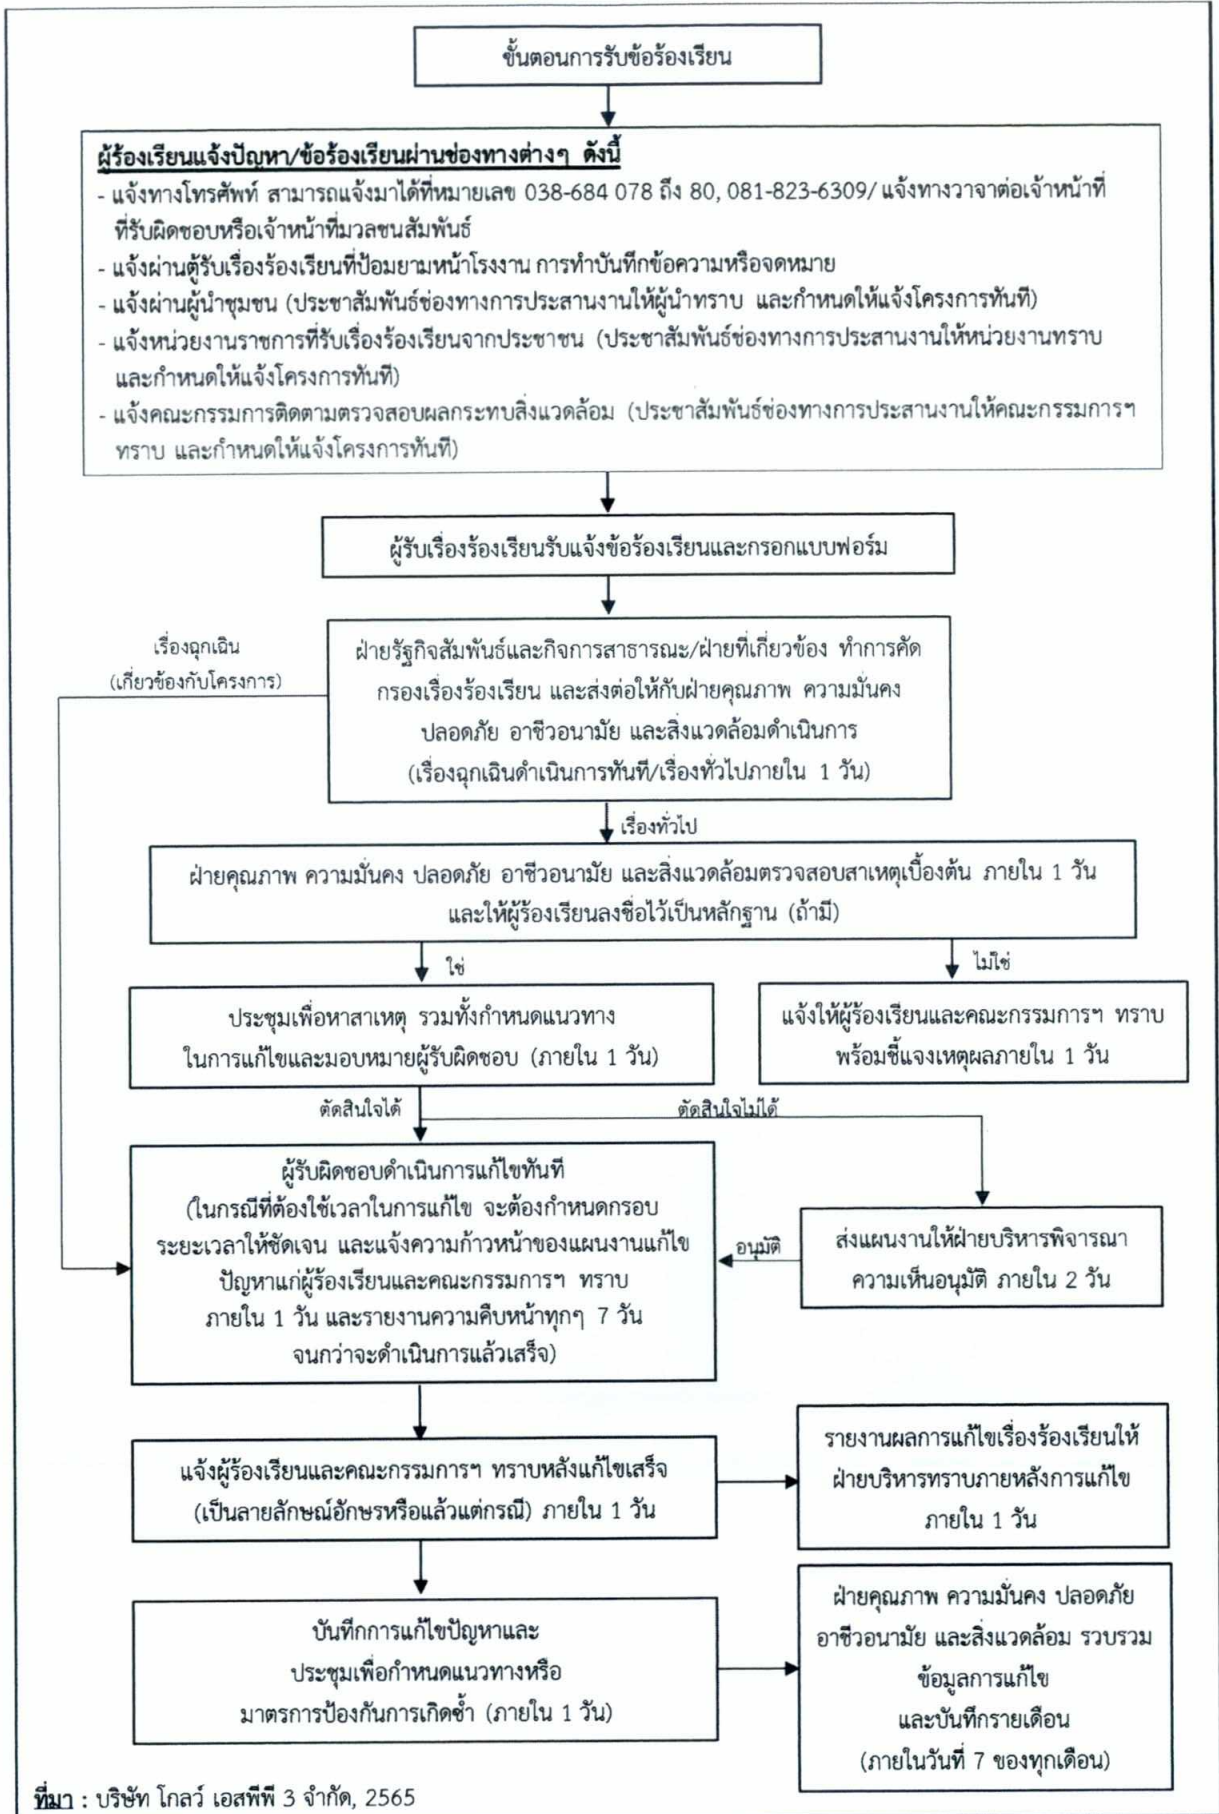 ขั้นตอนการรับข้อร้องเรียน
ผู้ร้องเรียนแจ้งปัญหา/ข้อร้องเรียนผ่านช่องทางต่างๆ ดังนี้
- แจ้งทางโทรศัพท์ สามารถแจ้งมาได้ที่หมายเลข 038-684 078 ถึง 80, 081-823-6309/ แจ้งทางวาจาต่อเจ้าหน้าที่
ที่รับผิดชอบหรือเจ้าหน้าที่มวลชนสัมพันธ์
- แจ้งผ่านตู้รับเรื่องร้องเรียนที่ป้อมยามหน้าโรงงาน การทำบันทึกข้อความหรือจดหมาย
- แจ้งผ่านผู้นำชุมชน (ประชาสัมพันธ์ช่องทางการประสานงานให้ผู้นำทราบ และกำหนดให้แจ้งโครงการทันที)
- แจ้งหน่วยงานราชการที่รับเรื่องร้องเรียนจากประชาชน (ประชาสัมพันธ์ช่องทางการประสานงานให้หน่วยงานทราบ
และกำหนดให้แจ้งโครงการทันที)
- แจ้งคณะกรรมการติดตามตรวจสอบผลกระทบสิ่งแวดล้อม (ประชาสัมพันธ์ช่องทางการประสานงานให้คณะกรรมการฯ
ทราบ และกำหนดให้แจ้งโครงการทันที)
ผู้รับเรื่องร้องเรียนรับแจ้งข้อร้องเรียนและกรอกแบบฟอร์ม
เรื่องฉุกเฉิน
(เกี่ยวข้องกับโครงการ)
ฝ่ายรัฐกิจสัมพันธ์และกิจการสาธารณะ/ฝ่ายที่เกี่ยวข้อง ทำการคัด
กรองเรื่องร้องเรียน และส่งต่อให้กับฝ่ายคุณภาพ ความมั่นคง
ปลอดภัย อาชีวอนามัย และสิ่งแวดล้อมดำเนินการ
(เรื่องฉุกเฉินดำเนินการทันที/เรื่องทั่วไปภายใน 1 วัน)
เรื่องทั่วไป
ฝ่ายคุณภาพ ความมั่นคง ปลอดภัย อาชีวอนามัย และสิ่งแวดล้อมตรวจสอบสาเหตุเบื้องต้น ภายใน 1 วัน
และให้ผู้ร้องเรียนลงชื่อไว้เป็นหลักฐาน (ถ้ามี)
ใช่
ไม่ใช่
ประชุมเพื่อหาสาเหตุ รวมทั้งกำหนดแนวทาง
ในการแก้ไขและมอบหมายผู้รับผิดชอบ (ภายใน 1 วัน)
แจ้งให้ผู้ร้องเรียนและคณะกรรมการฯ ทราบ
พร้อมชี้แจงเหตุผลภายใน 1 วัน
ตัดสินใจได้
ตัดสินใจไม่ได้
ผู้รับผิดชอบดำเนินการแก้ไขทันที
(ในกรณีที่ต้องใช้เวลาในการแก้ไข จะต้องกำหนดกรอบ
ระยะเวลาให้ชัดเจน และแจ้งความก้าวหน้าของแผนงานแก้ไข
ปัญหาแก่ผู้ร้องเรียนและคณะกรรมการฯ ทราบ
ภายใน 1 วัน และรายงานความคืบหน้าทุกๆ 7 วัน
จนกว่าจะดำเนินการแล้วเสร็จ)
อนุมัติ
ส่งแผนงานให้ฝ่ายบริหารพิจารณา
ความเห็นอนุมัติ ภายใน 2 วัน
แจ้งผู้ร้องเรียนและคณะกรรมการฯ ทราบหลังแก้ไขเสร็จ
(เป็นลายลักษณ์อักษรหรือแล้วแต่กรณี) ภายใน 1 วัน
รายงานผลการแก้ไขเรื่องร้องเรียนให้
ฝ่ายบริหารทราบภายหลังการแก้ไข
ภายใน 1 วัน
บันทึกการแก้ไขปัญหาและ
ประชุมเพื่อกำหนดแนวทางหรือ
มาตรการป้องกันการเกิดซ้ำ (ภายใน 1 วัน)
ฝ่ายคุณภาพ ความมั่นคง ปลอดภัย
อาชีวอนามัย และสิ่งแวดล้อม รวบรวม
ข้อมูลการแก้ไข
และบันทึกรายเดือน
(ภายในวันที่ 7 ของทุกเดือน)
ที่มา : บริษัท โกลว์ เอสพีพี 3 จำกัด, 2565